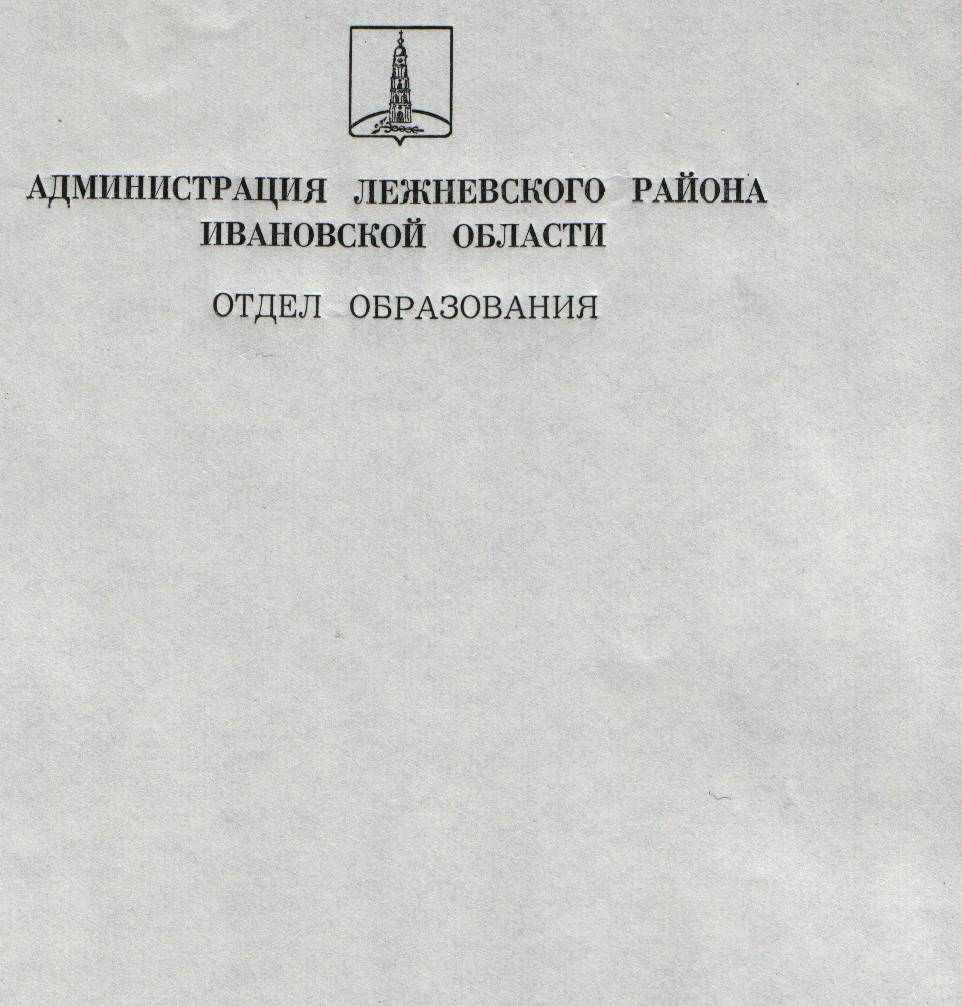 АДМИНИСТРАЦИЯ ЛЕЖНЕВСКОГО РАЙОНА
ИВАНОВСКОЙ ОБЛАСТИ
ОТДЕЛ ОБРАЗОВАНИЯ